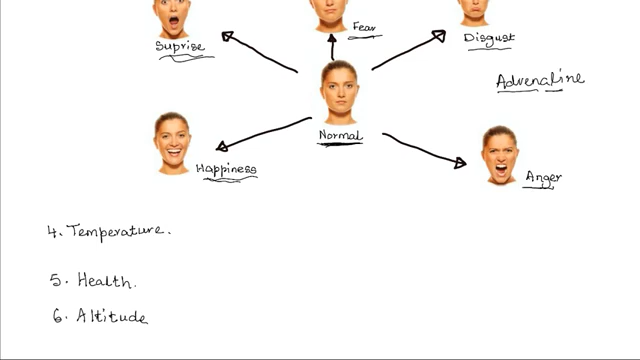 Fear
Suprise
Disgust
Adrenaline
Normal
Happiness
Anger
4. Temperature.
5. Health.
6. Altitude